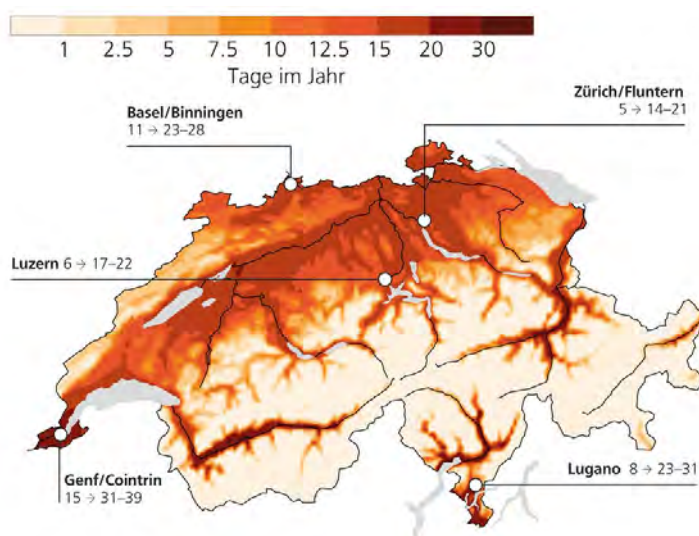 1 2.5 5 7.5 10 12.5 15 20 30
Tage im Jahr
Basel/Binningen
11 → 23–28
Zürich/Fluntern
5 → 14–21
Luzern 6 → 17–22
Genf/Cointrin
15 → 31–39
Lugano 8 → 23–31